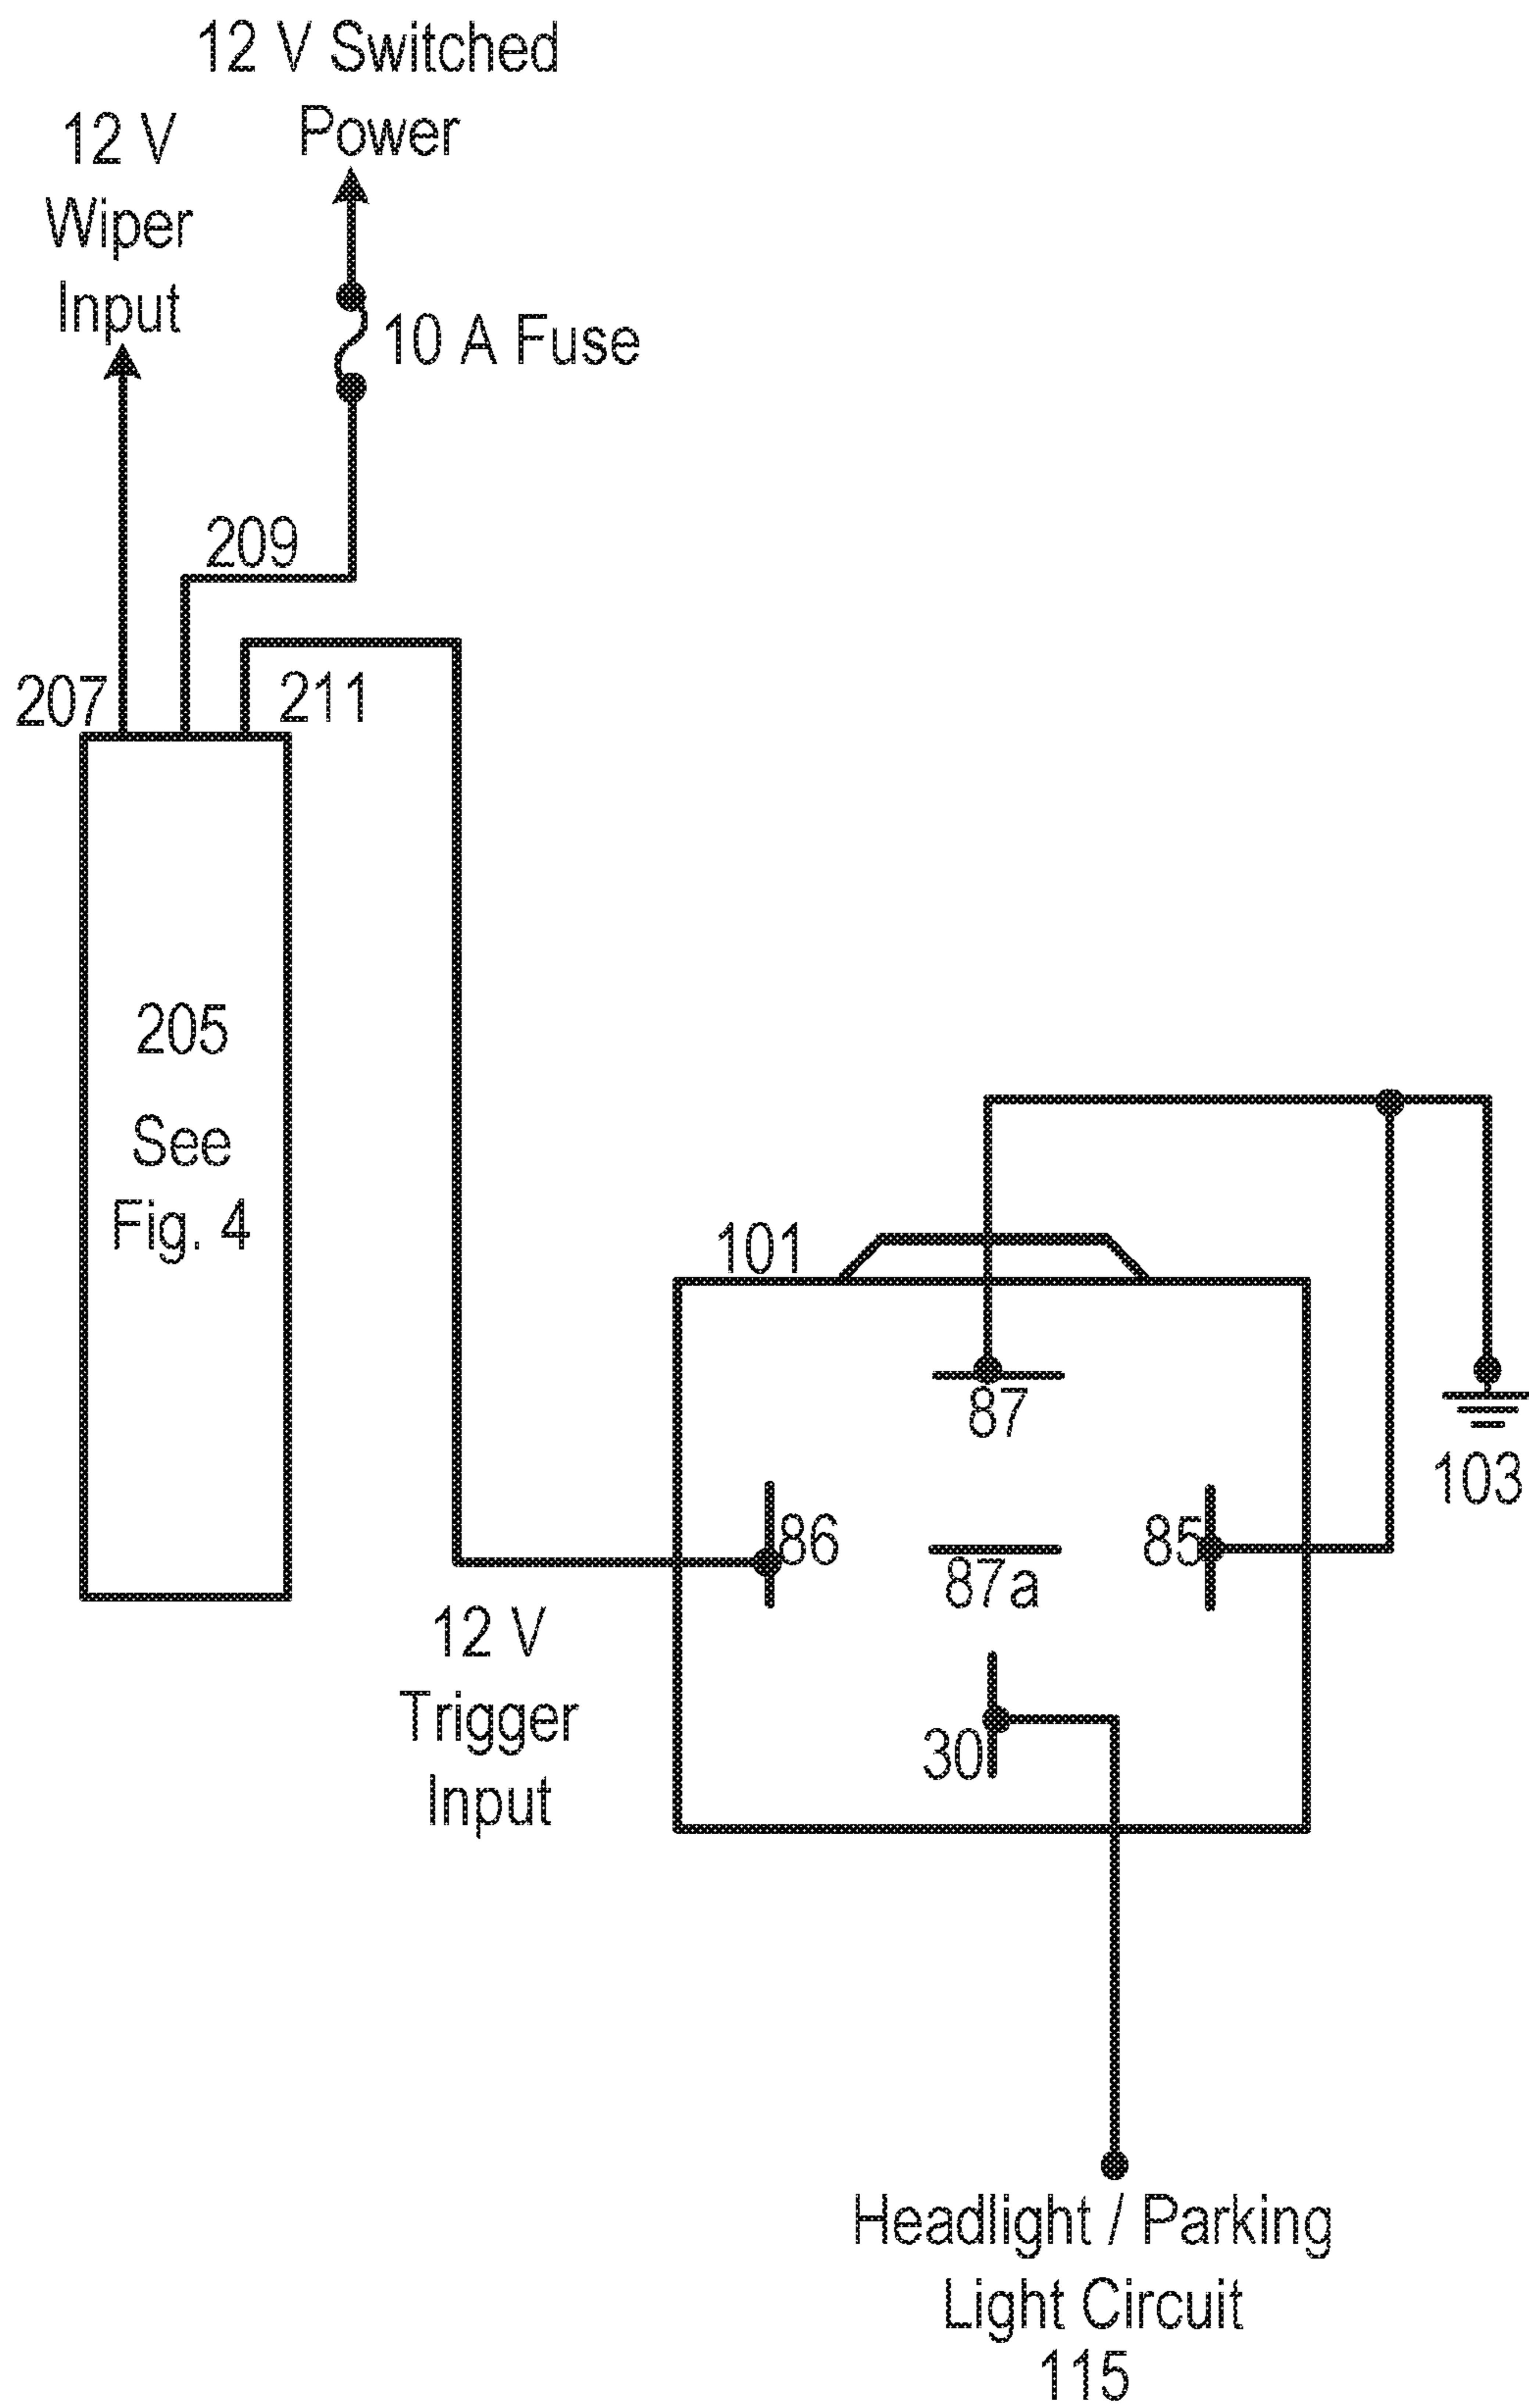 12 V Switched
Power
12 V
Wiper
Input
10 A Fuse
209
207
211
205
See
Fig. 4
101
87
103
86
85
87a
12 V
Trigger
Input
30
Headlight / Parking
Light Circuit
115